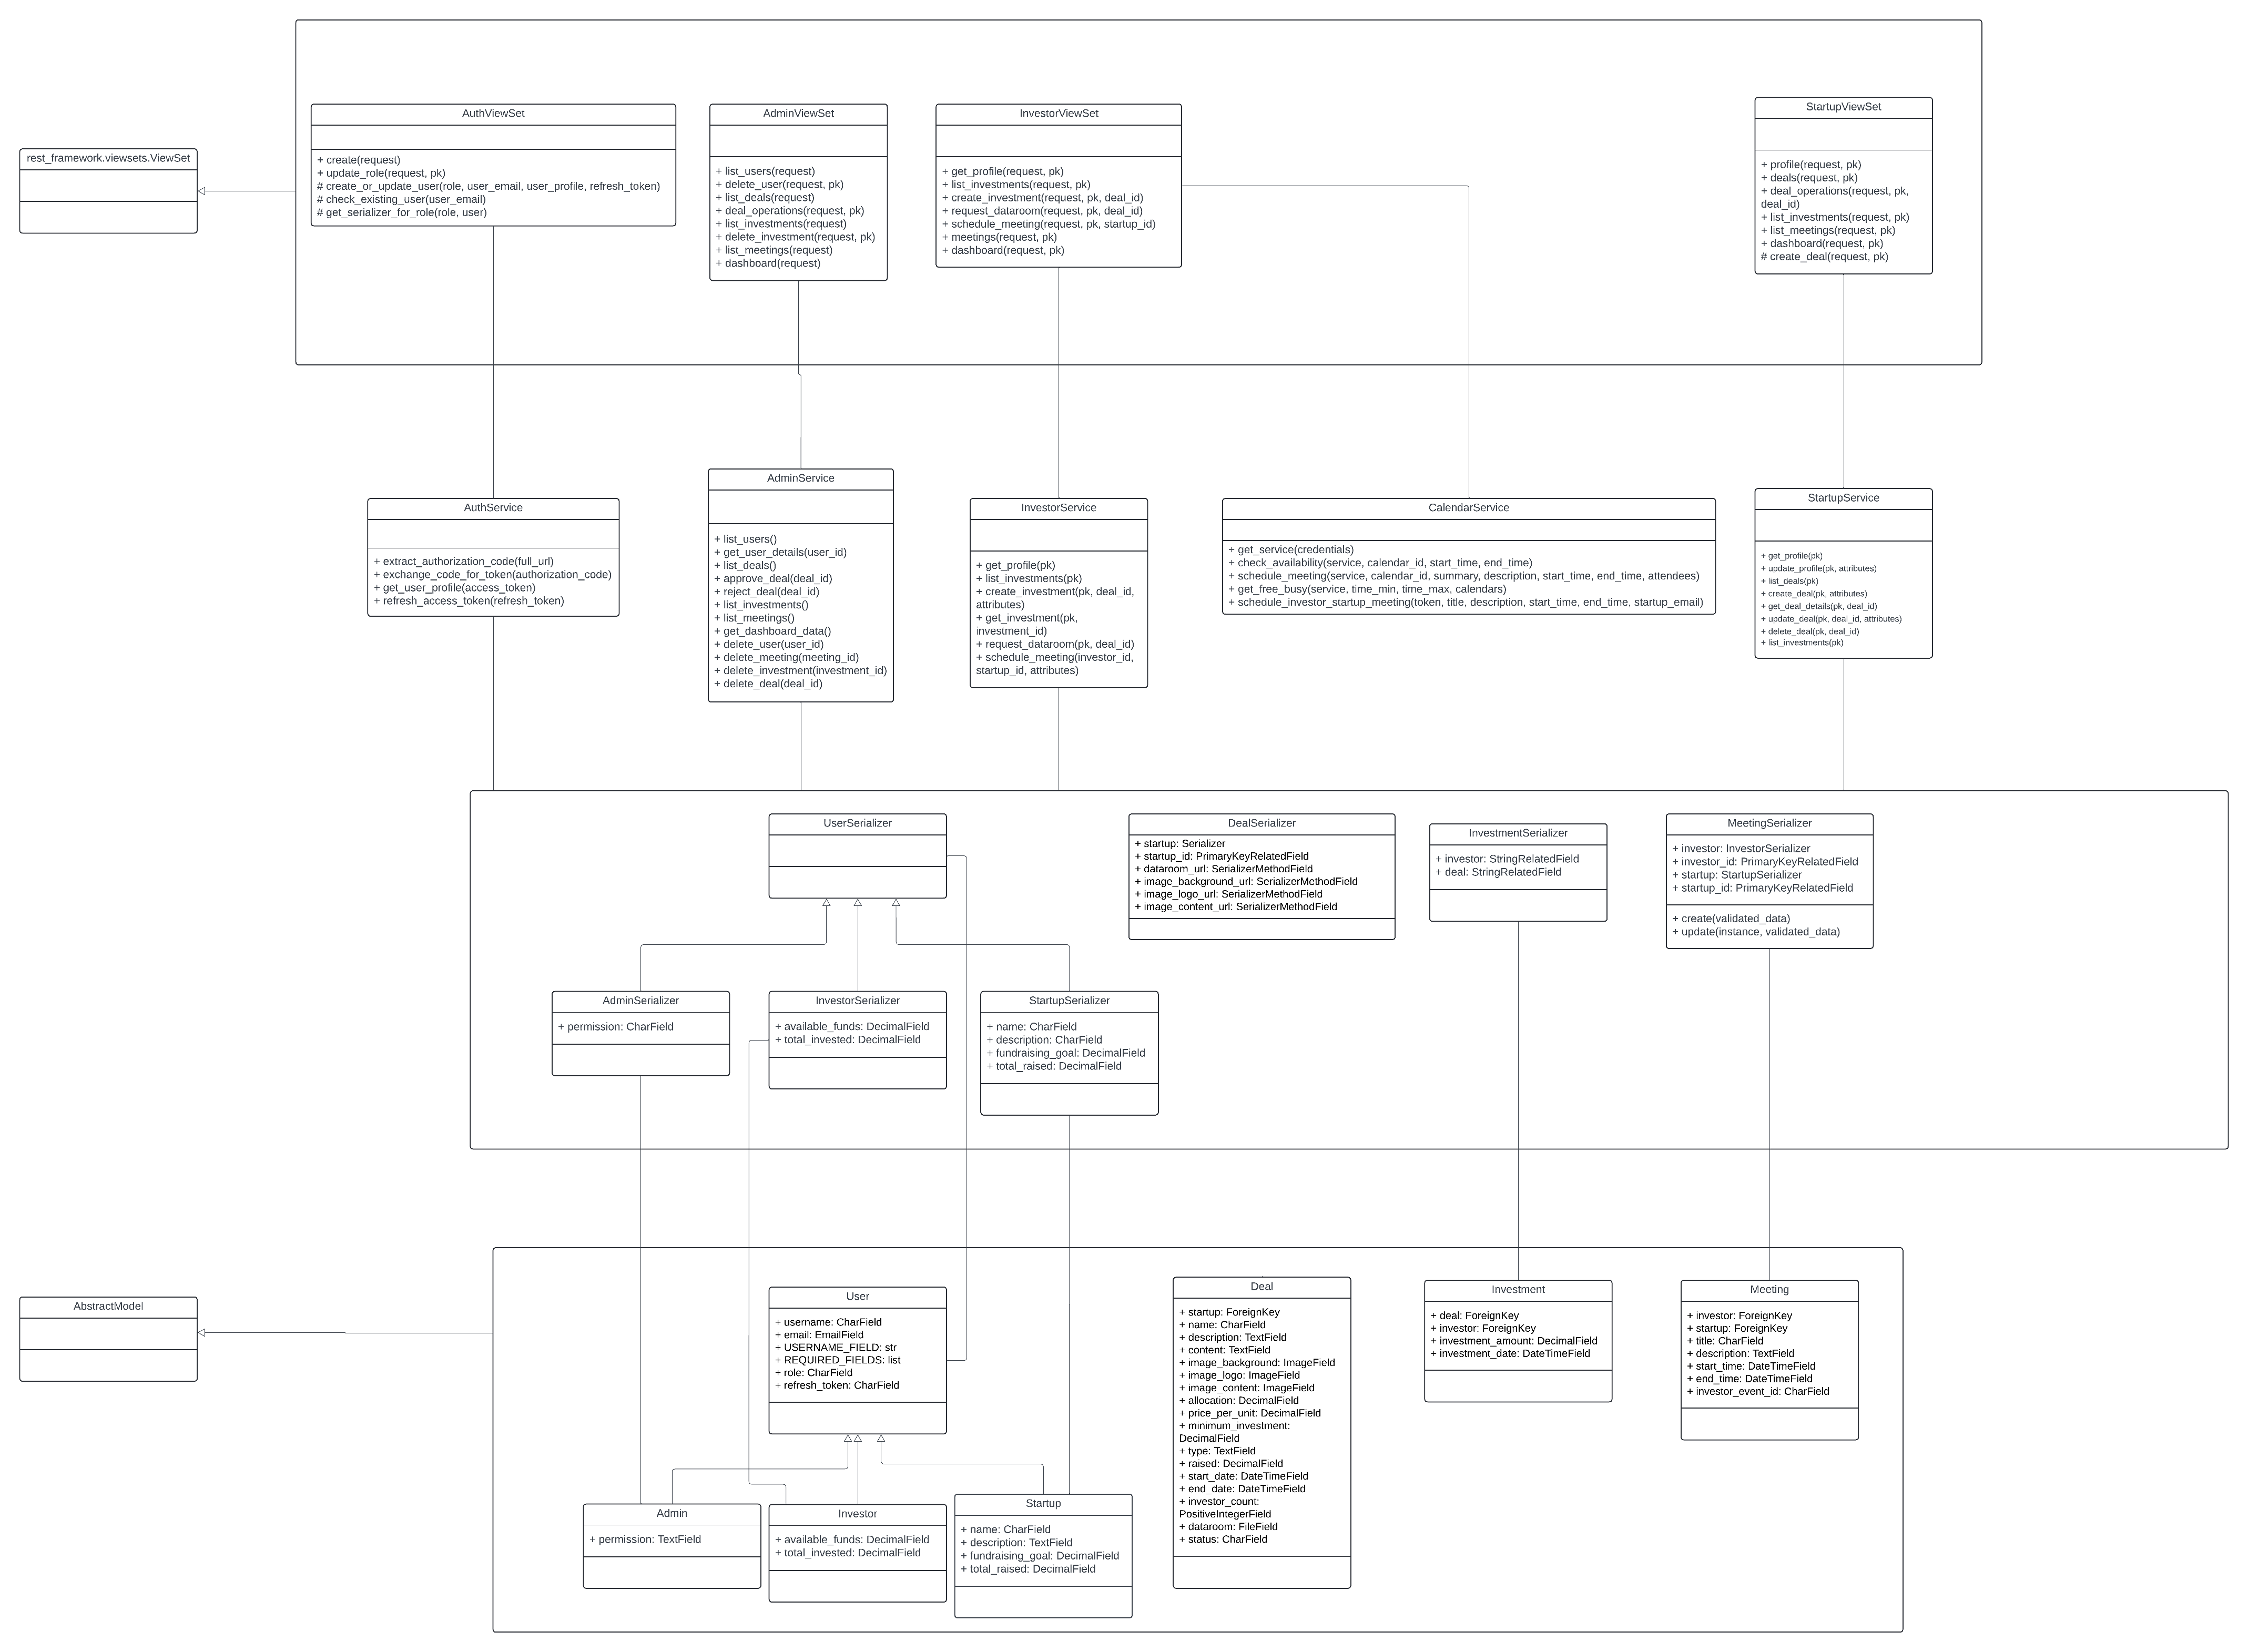 rest_framework.viewsets.ViewSet
AuthViewSet
+ create(request)
+ update_role(request, pk)
# create_or_update_user(role, user_email, user_profile, refresh_token)
# check_existing_user(user_email)
# get_serializer_for_role(role, user)
AdminViewSet
+ list_users(request)
+ delete_user(request, pk)
+ list_deals(request)
+ deal_operations(request, pk)
+ list_investments(request)
+ delete_investment(request, pk)
+ list_meetings(request)
+ dashboard(request)
InvestorViewSet
+ get_profile(request, pk)
+ list_investments(request, pk)
+ create_investment(request, pk, deal_id)
+ request_dataroom(request, pk, deal_id)
+ schedule_meeting(request, pk, startup_id)
+ meetings(request, pk)
+ dashboard(request, pk)
StartupViewSet
+ profile(request, pk)
+ deals(request, pk)
+ deal_operations(request, pk,
deal_id)
+ list_investments(request, pk)
+ list_meetings(request, pk)
+ dashboard(request, pk)
# create_deal(request, pk)
AuthService
+ extract_authorization_code(full_url)
+ exchange_code_for_token(authorization_code)
+ get_user_profile(access_token)
+ refresh_access_token(refresh_token)
AdminService
+ list_users()
+ get_user_details(user_id)
+ list_deals()
+ approve_deal(deal_id)
+ reject_deal(deal_id)
+ list_investments()
+ list_meetings()
+ get_dashboard_data()
+ delete_user(user_id)
+ delete_meeting(meeting_id)
+ delete_investment(investment_id)
+ delete_deal(deal_id)
InvestorService
+ get_profile(pk)
+ list_investments(pk)
+ create_investment(pk, deal_id,
attributes)
+ get_investment(pk,
investment_id)
+ request_dataroom(pk, deal_id)
+ schedule_meeting(investor_id,
startup_id, attributes)
CalendarService
+ get_service(credentials)
+ check_availability(service, calendar_id, start_time, end_time)
+ schedule_meeting(service, calendar_id, summary, description, start_time, end_time, attendees)
+ get_free_busy(service, time_min, time_max, calendars)
+ schedule_investor_startup_meeting(token, title, description, start_time, end_time, startup_email)
StartupService
+ get_profile(pk)
+ update_profile(pk, attributes)
+ list_deals(pk)
+ create_deal(pk, attributes)
+ get_deal_details(pk, deal_id)
+ update_deal(pk, deal_id, attributes)
+ delete_deal(pk, deal_id)
+ list_investments(pk)
UserSerializer
DealSerializer
+ startup: Serializer
+ startup_id: PrimaryKeyRelatedField
+ dataroom_url: SerializerMethodField
+ image_background_url: SerializerMethodField
+ image_logo_url: SerializerMethodField
+ image_content_url: SerializerMethodField
InvestmentSerializer
+ investor: StringRelatedField
+ deal: StringRelatedField
MeetingSerializer
+ investor: InvestorSerializer
+ investor_id: PrimaryKeyRelatedField
+ startup: StartupSerializer
+ startup_id: PrimaryKeyRelatedField
+ create(validated_data)
+ update(instance, validated_data)
AdminSerializer
+ permission: CharField
InvestorSerializer
+ available_funds: DecimalField
+ total_invested: DecimalField
StartupSerializer
+ name: CharField
+ description: CharField
+ fundraising_goal: DecimalField
+ total_raised: DecimalField
AbstractModel
User
+ username: CharField
+ email: EmailField
+ USERNAME_FIELD: str
+ REQUIRED_FIELDS: list
+ role: CharField
+ refresh_token: CharField
Deal
+ startup: ForeignKey
+ name: CharField
+ description: TextField
+ content: TextField
+ image_background: ImageField
+ image_logo: ImageField
+ image_content: ImageField
+ allocation: DecimalField
+ price_per_unit: DecimalField
+ minimum_investment:
DecimalField
+ type: TextField
+ raised: DecimalField
+ start_date: DateTimeField
+ end_date: DateTimeField
+ investor_count:
PositiveIntegerField
+ dataroom: FileField
+ status: CharField
Investment
+ deal: ForeignKey
+ investor: ForeignKey
+ investment_amount: DecimalField
+ investment_date: DateTimeField
Meeting
+ investor: ForeignKey
+ startup: ForeignKey
+ title: CharField
+ description: TextField
+ start_time: DateTimeField
+ end_time: DateTimeField
+ investor_event_id: CharField
Admin
+ permission: TextField
Investor
+ available_funds: DecimalField
+ total_invested: DecimalField
Startup
+ name: CharField
+ description: TextField
+ fundraising_goal: DecimalField
+ total_raised: DecimalField